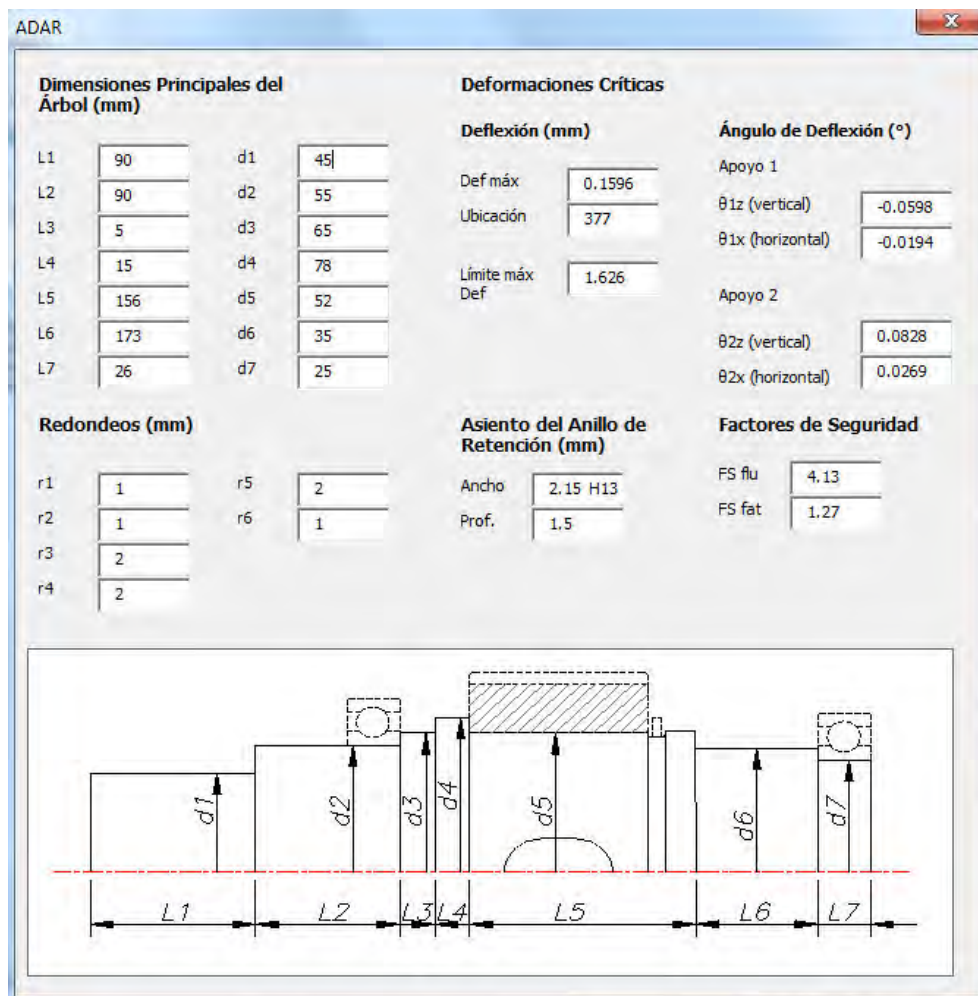 ADAR
x
Dimensiones Principales del
Árbol (mm)
L1 90 d1 45
L2 90 d2 55
L3 5 d3 65
L4 15 d4 78
L5 156 d5 52
L6 173 d6 35
L7 26 d7 25
Deformaciones Críticas
Deflexión (mm)
Def máx 0.1596
Ubicación 377
Límite máx
Def 1.626
Ángulo de Deflexión (°)
Apoyo 1
θ1z (vertical) -0.0598
θ1x (horizontal) -0.0194
Apoyo 2
θ2z (vertical) 0.0828
θ2x (horizontal) 0.0269
Redondeos (mm)
r1 1 r5 2
r2 1 r6 1
r3 2
r4 2
Asiento del Anillo de
Retención (mm)
Ancho 2.15 H13
Prof. 1.5
Factores de Seguridad
FS flu 4.13
FS fat 1.27
d1 d2 d3 d4 d5 d6 d7
L1 L2 L3 L4 L5 L6 L7